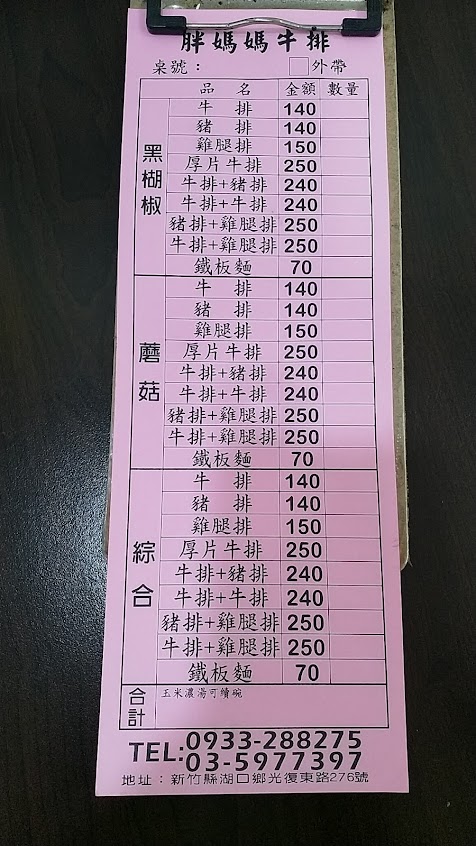 胖媽媽牛排
桌號： 外帶
品 名 金額 數量
黑椒
牛 排 140
豬 排 140
雞腿排 150
厚片牛排 250
牛排+豬排 240
牛排+牛排 240
豬排+雞腿排 250
牛排+雞腿排 250
鐵板麵 70
蘑菇
牛 排 140
豬 排 140
雞腿排 150
厚片牛排 250
牛排+豬排 240
牛排+牛排 240
豬排+雞腿排 250
牛排+雞腿排 250
鐵板麵 70
綜合
牛 排 140
豬 排 140
雞腿排 150
厚片牛排 250
牛排+豬排 240
牛排+牛排 240
豬排+雞腿排 250
牛排+雞腿排 250
鐵板麵 70
合計 玉米濃湯可續碗
TEL:0933-288275
03-5977397
地址：新竹縣湖口鄉光復東路276號